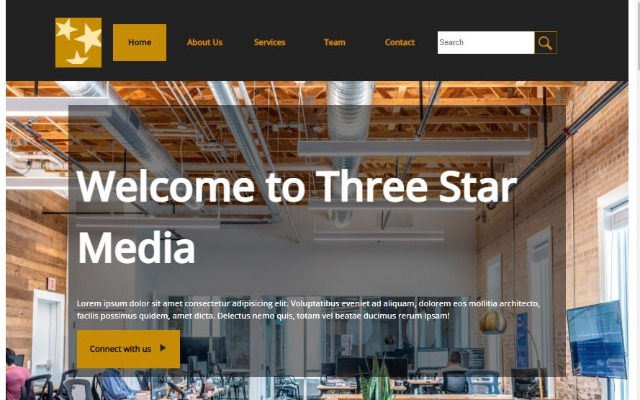 Home About Us Services Team Contact Search
Welcome to Three Star
Media
Lorem ipsum dolor sit amet consectetur adipisicing elit. Voluptatibus eveniet ad aliquam, dolorem eos mollitia architecto,
facilis possimus quidem, amet dicta. Delectus nemo quis, totam vel beatae ducimus rerum ipsam!
Connect with us